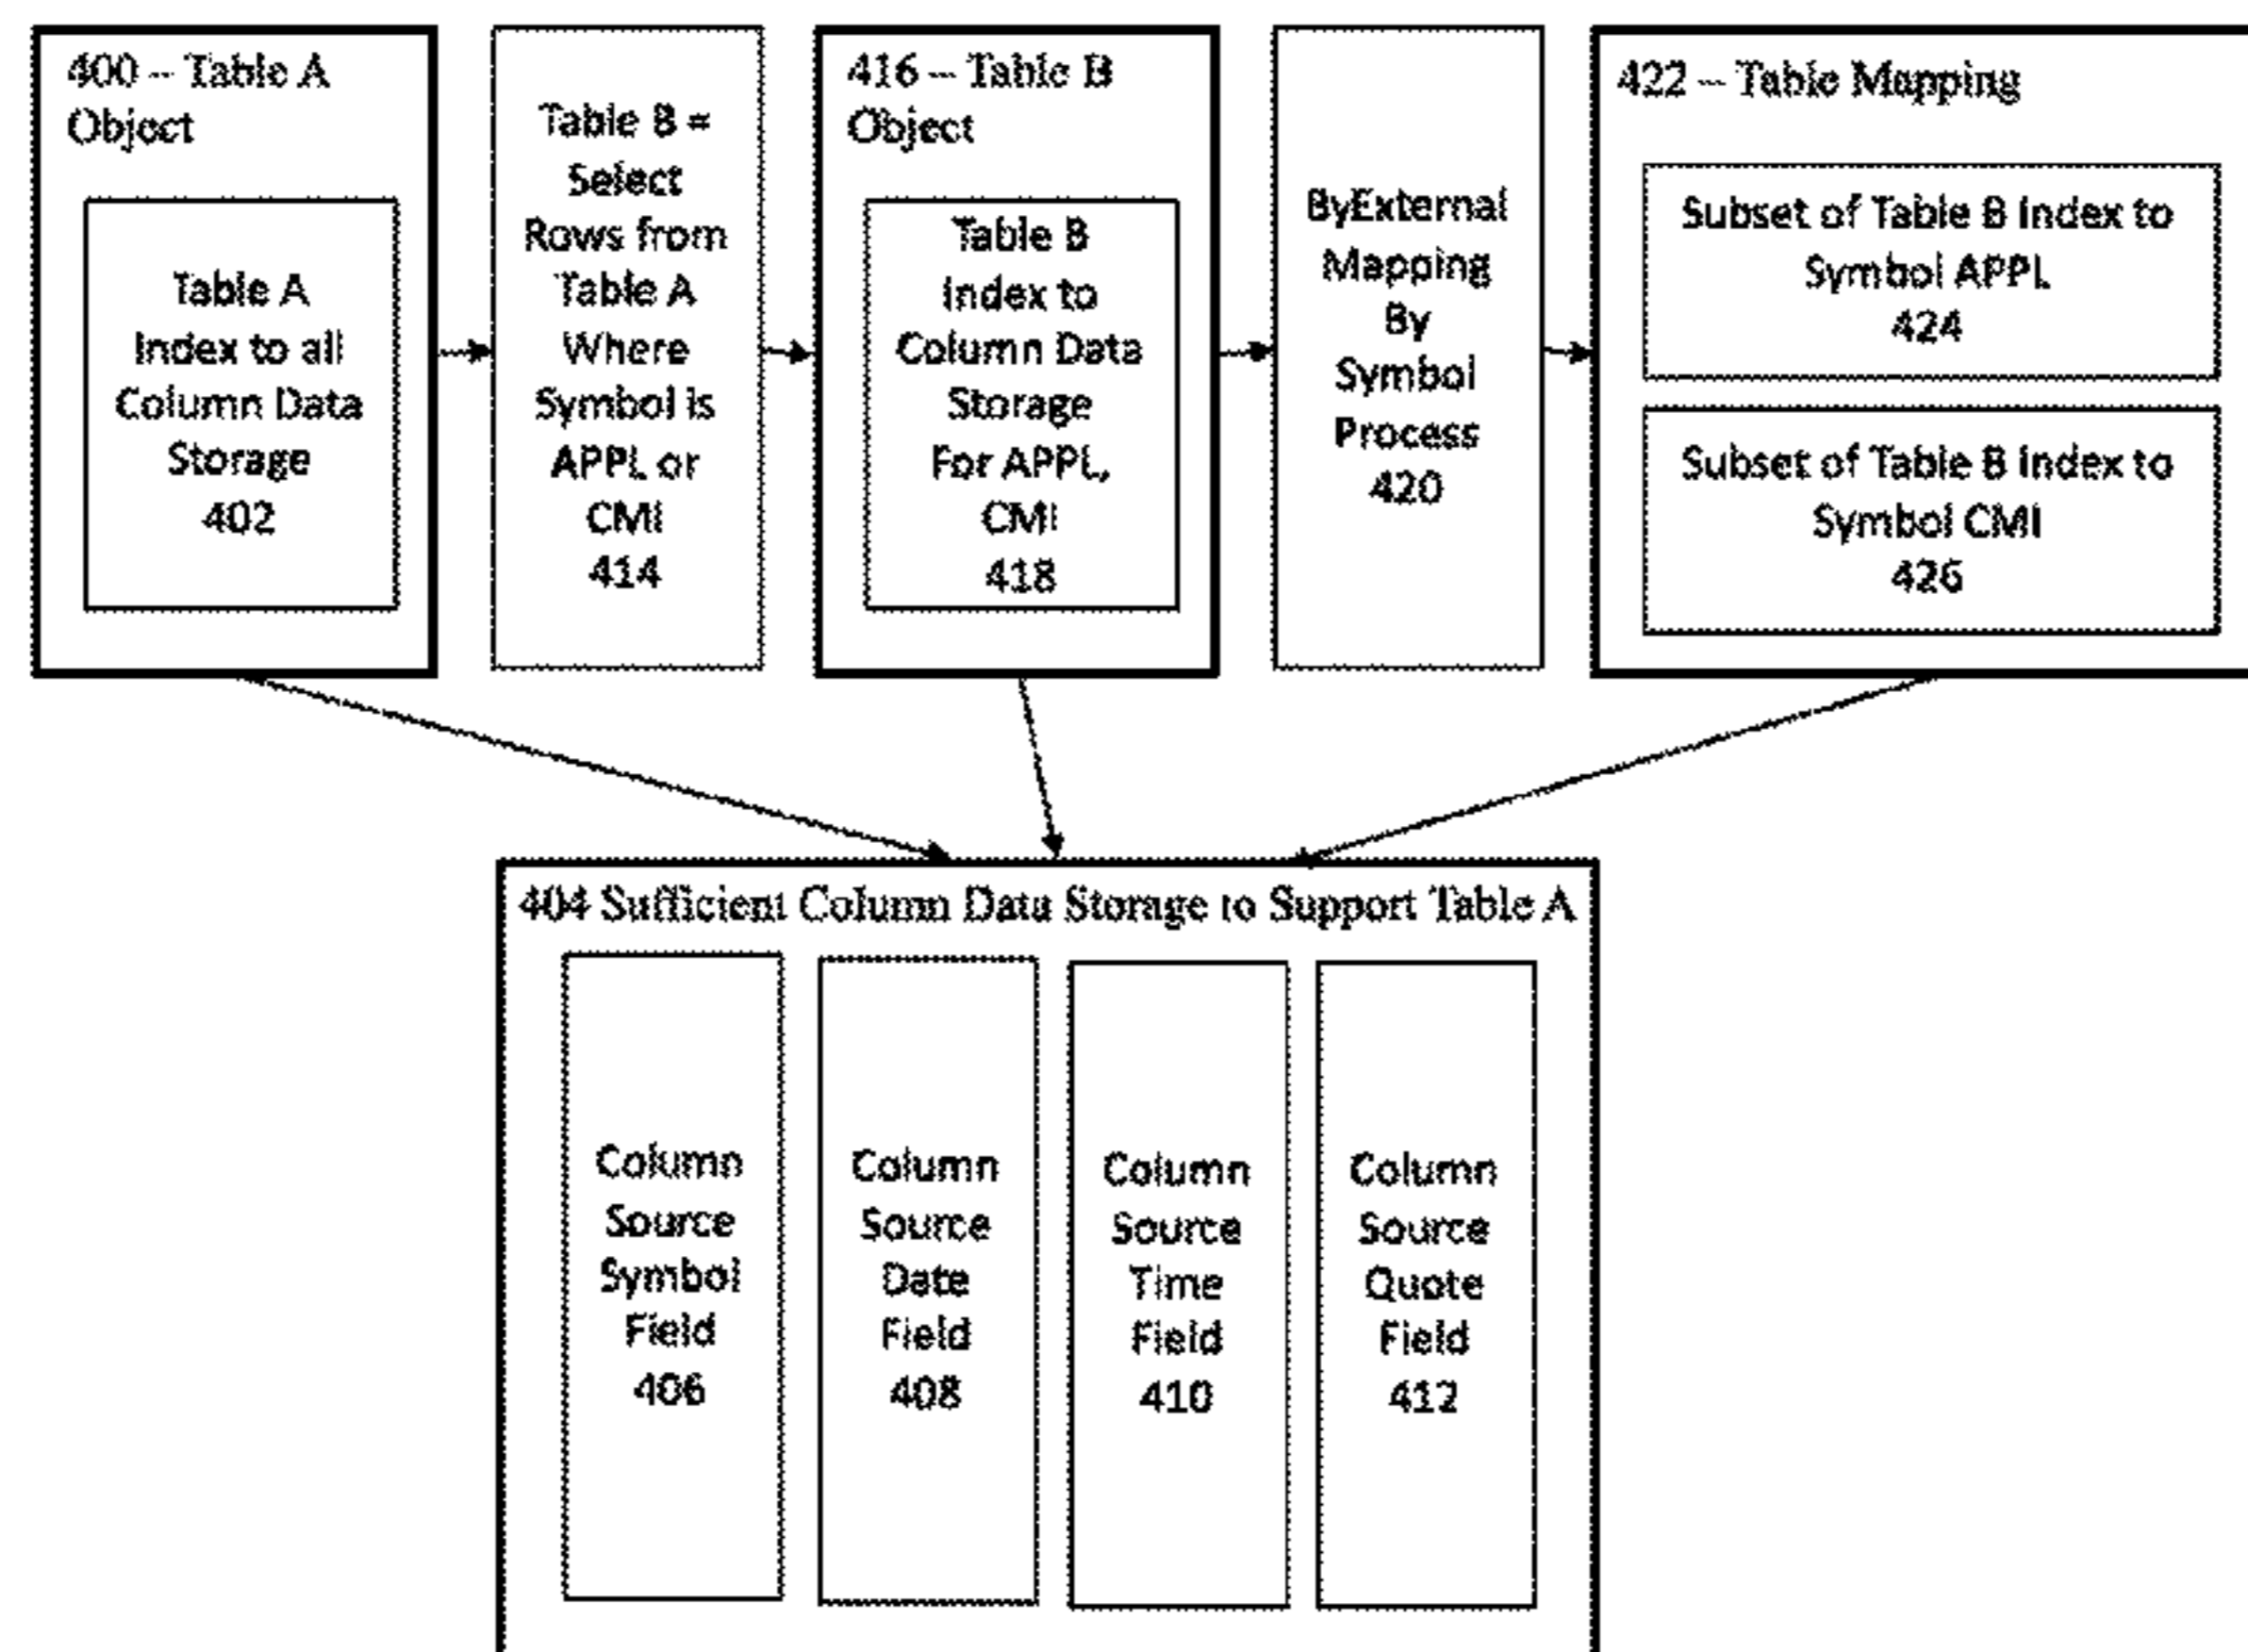 400 – Table A
Object
Table A
Index to all
Column Data
Storage
402
Table B =
Select
Rows from
Table A
Where
Symbol is
APPL or
CMI
414
416 – Table B
Object
Table B
Index to
Column Data
Storage
For APPL,
CMI
418
ByExternal
Mapping
By
Symbol
Process
420
422 – Table Mapping
Subset of Table B Index to
Symbol APPL
424
Subset of Table B Index to
Symbol CMI
426
404 Sufficient Column Data Storage to Support Table A
Column
Source
Symbol
Field
406
Column
Source
Date
Field
408
Column
Source
Time
Field
410
Column
Source
Quote
Field
412